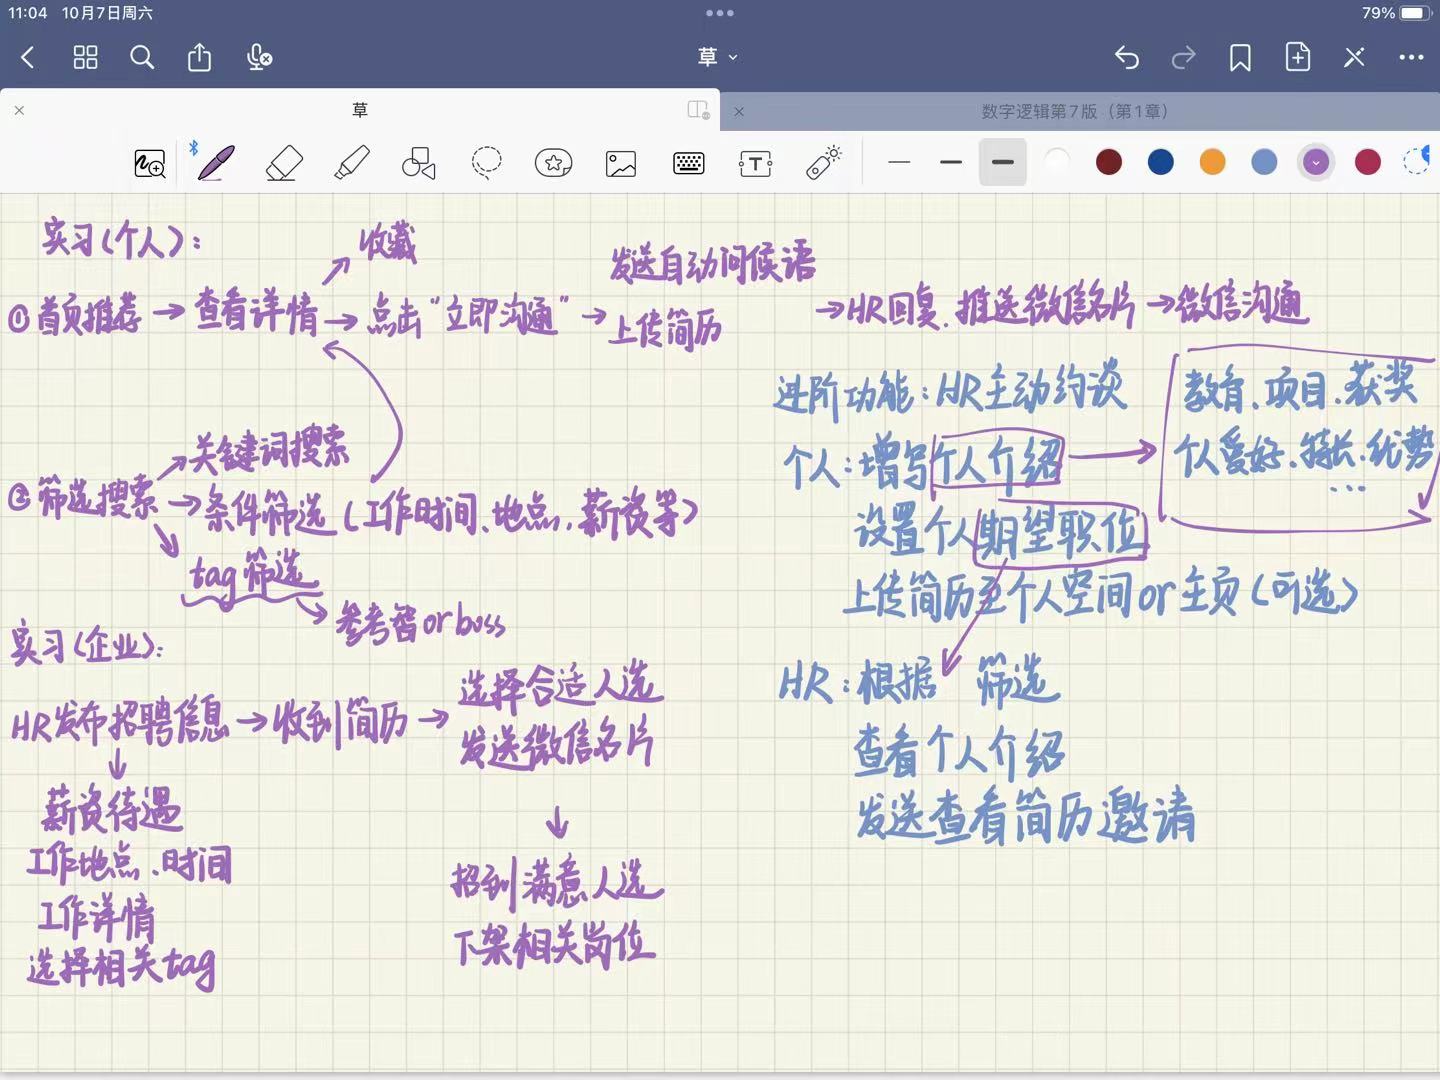 11:04 10月7日周六
79%
草
草
数字逻辑第7版（第1章）
T
实习(个人)：
收藏
①首页推荐→查看详情→点击“立即沟通”→
发送自动问候语
上传简历
→HR回复、推送微信名片→微信沟通
②筛选搜索
关键词搜索
→条件筛选(工作时间、地点、薪资等)
tag筛选
→参考 or boss
实习(企业)：
HR发布招聘信息→收到简历→
选择合适人选
发送微信名片
薪资待遇
工作地点、时间
工作详情
选择相关tag
招到满意人选
下架相关岗位
进阶功能：HR主动约谈
个人：增写个人介绍→
教育、项目、获奖
个人爱好、特长、优势
...
设置个人期望职位
上传简历至个人空间or主页(可选)
HR：根据 筛选
查看个人介绍
发送查看简历邀请